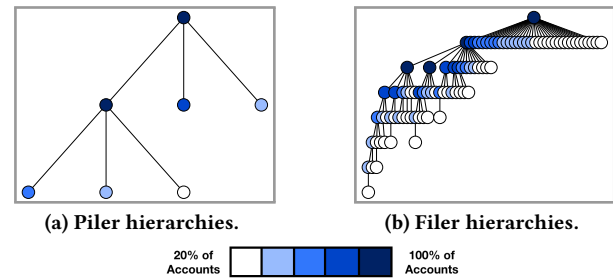 (a) Piler hierarchies.
(b) Filer hierarchies.
20% of
Accounts
100% of
Accounts